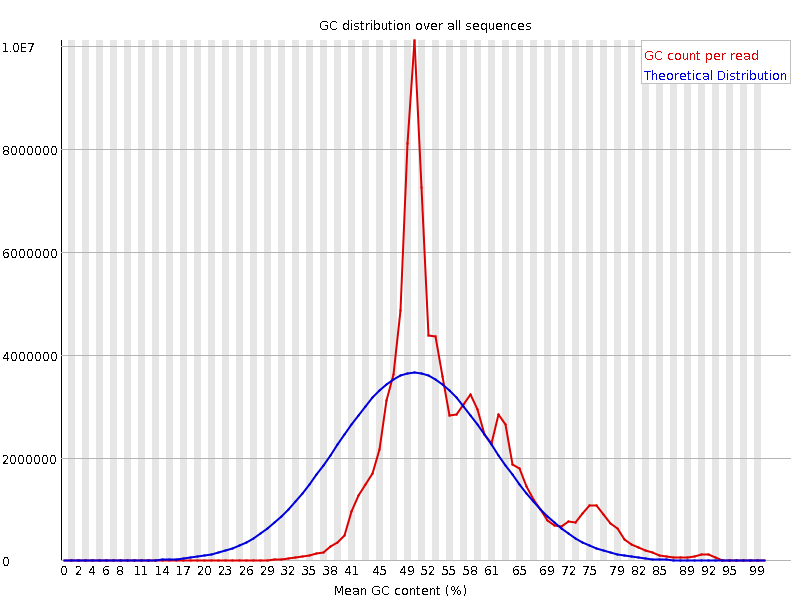 GC distribution over all sequences
1.0E7
8000000
6000000
4000000
2000000
0
GC count per read
Theoretical Distribution
0 2 4 6 8 11 14 17 20 23 26 29 32 35 38 41 45 49 52 55 58 61 65 69 72 75 79 82 85 89 92 95 99
Mean GC content (%)